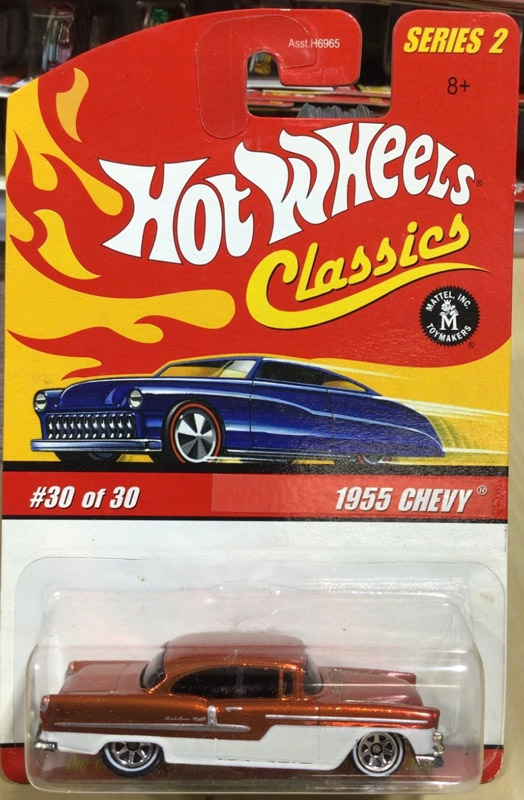 Asst.H6965
SERIES 2
8+
HOT WHEELS®
Classics
MATTEL, INC.
M
TOYMAKERS®
#30 of 30
1955 CHEVY®